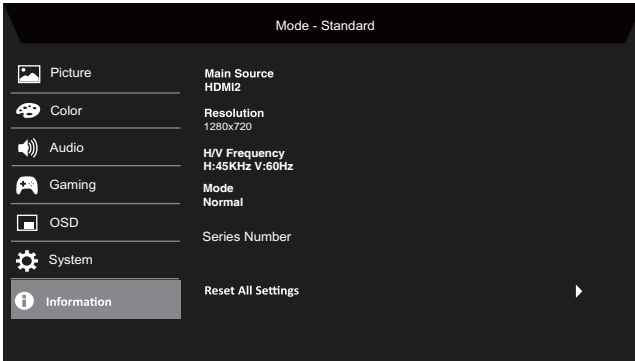 Mode - Standard
Picture
Color
Audio
Gaming
OSD
System
Information
Main Source
HDMI2
Resolution
1280x720
H/V Frequency
H:45KHz V:60Hz
Mode
Normal
Series Number
Reset All Settings